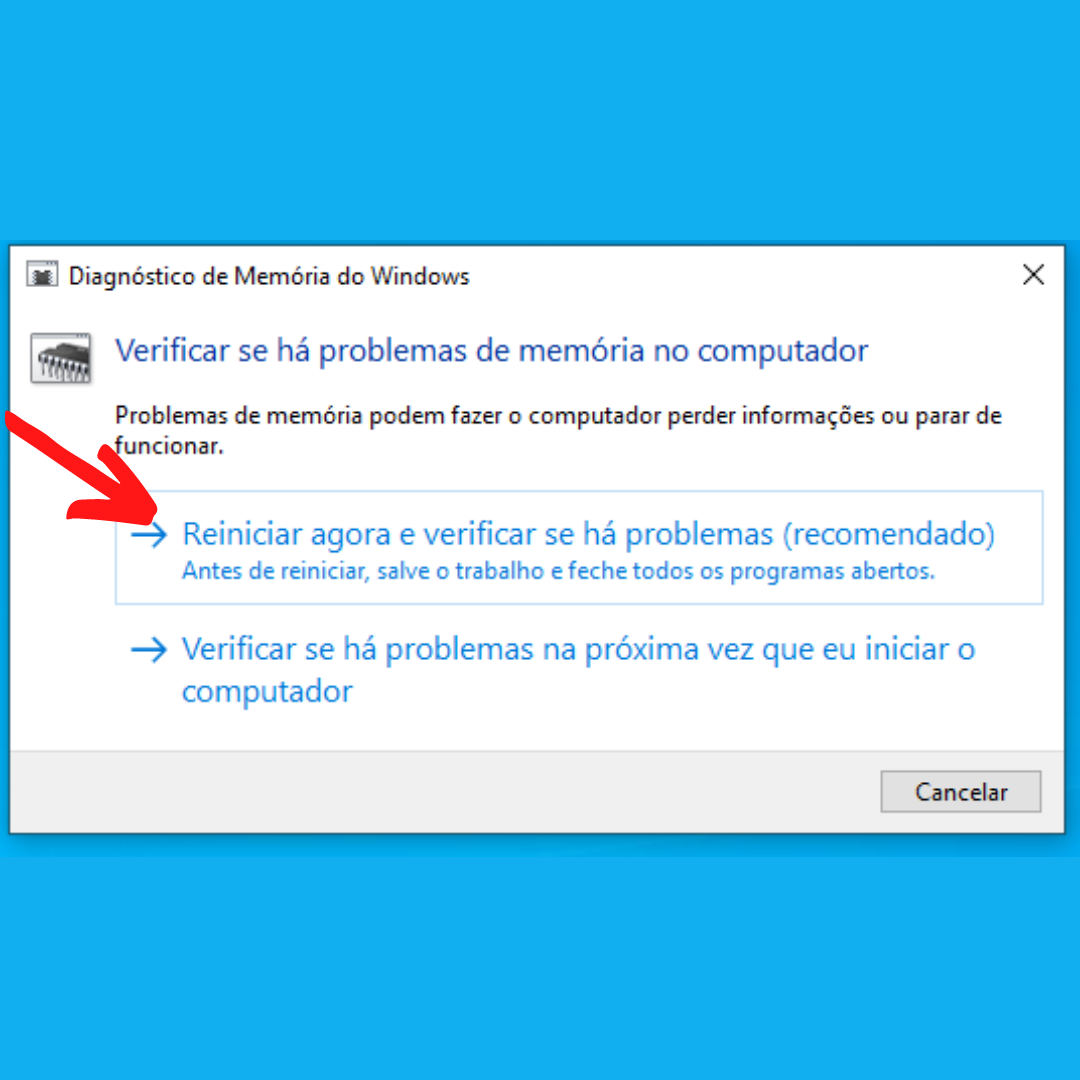 Diagnóstico de Memória do Windows
Verificar se há problemas de memória no computador
Problemas de memória podem fazer o computador perder informações ou parar de
funcionar.
Reiniciar agora e verificar se há problemas (recomendado)
Antes de reiniciar, salve o trabalho e feche todos os programas abertos.
Verificar se há problemas na próxima vez que eu iniciar o
computador
Cancelar